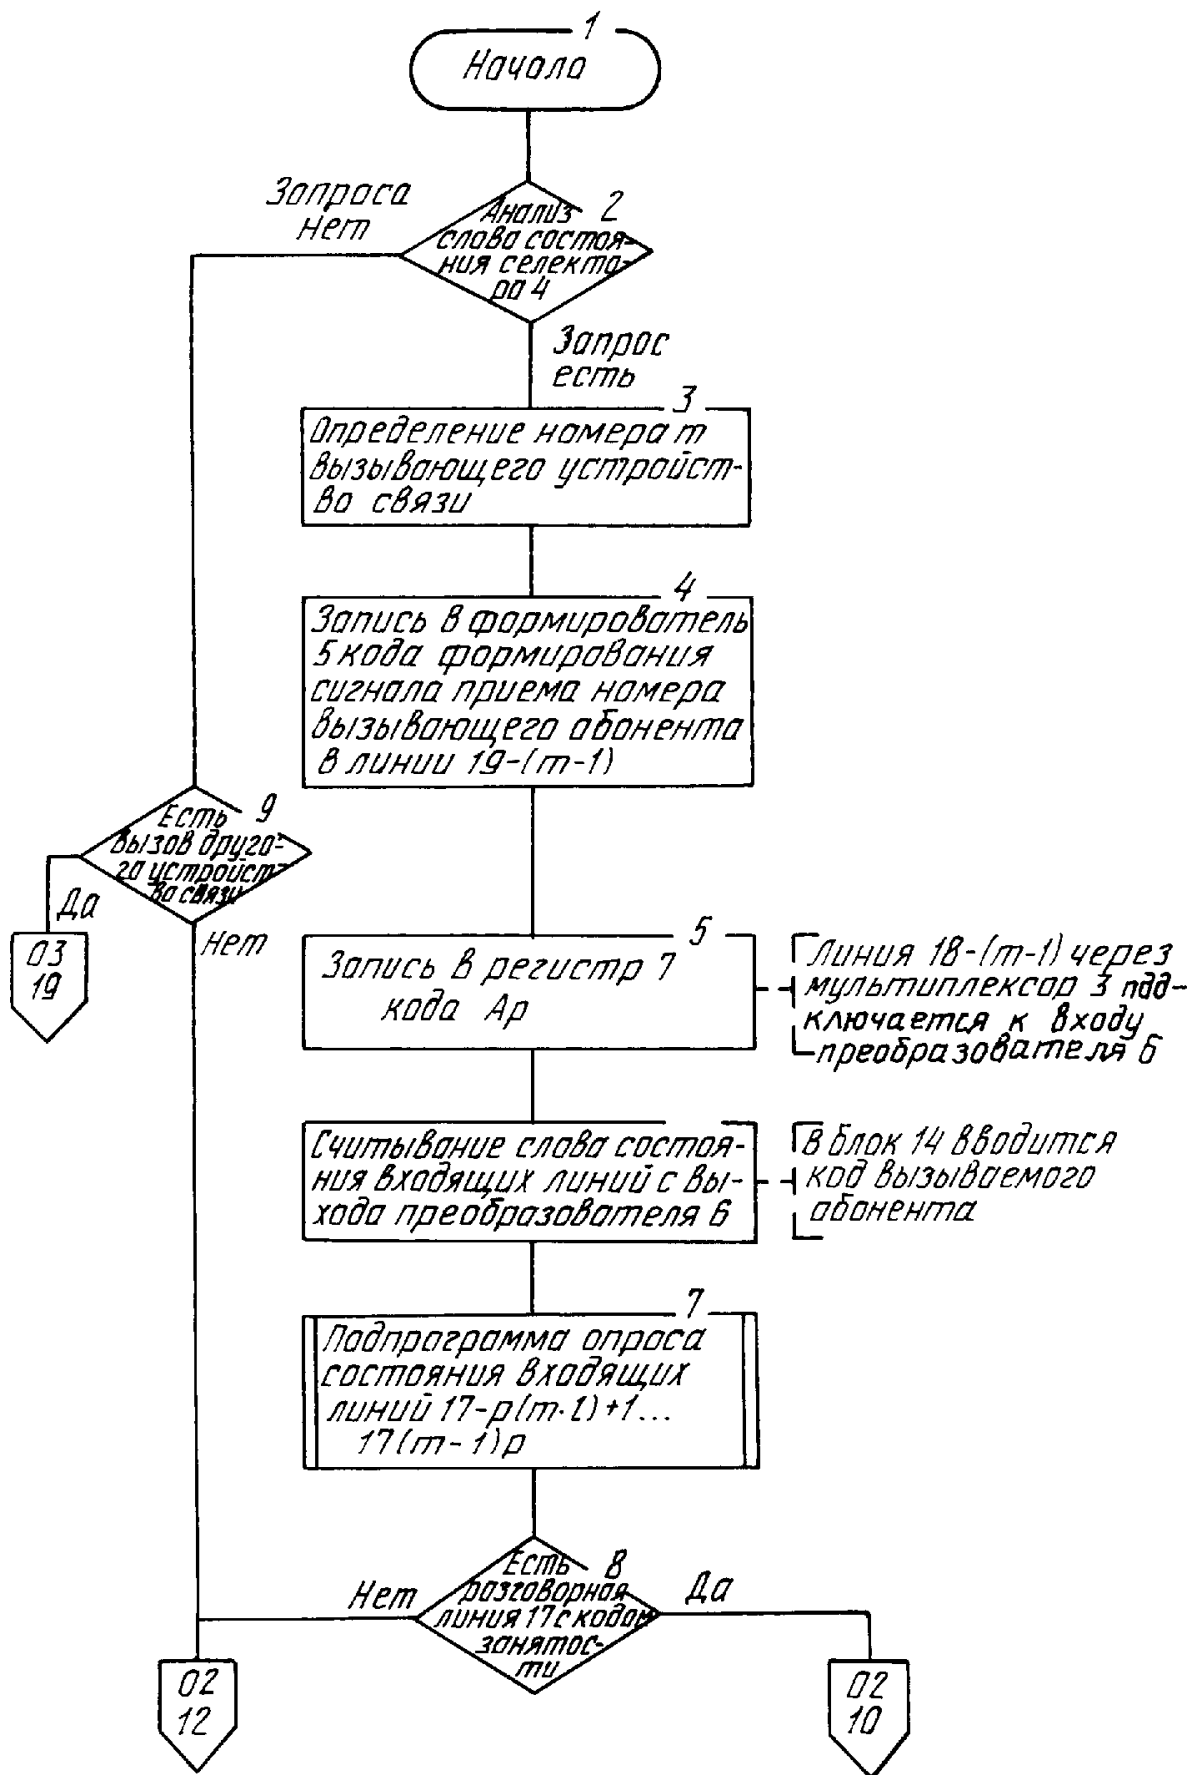 1
Начало
Запроса
нет
2
Анализ
слова состоя-
ния селекто-
ра 4
Запрос
есть
3
Определение номера m
вызывающего устройст-
ва связи
4
Запись в формирователь
5 кода формирования
сигнала приема номера
вызывающего абонента
в линии 19-(m-1)
9
Есть
вызов друго-
го устройст-
ва связи
Да
Нет
03
19
5
Запись в регистр 7
кода Ap
Линия 18-(m-1) через
мультиплексор 3 под-
ключается к входу
преобразователя 6
Считывание слова состоя-
ния входящих линий с вы-
хода преобразователя 6
В блок 14 вводится
код вызываемого
абонента
7
Подпрограмма опроса
состояния входящих
линий 17-p(m-1)+1...
17(m-1)p
8
Есть
разговорная
линия 17 с кодом
занятос-
ти
Нет
Да
02
12
02
10